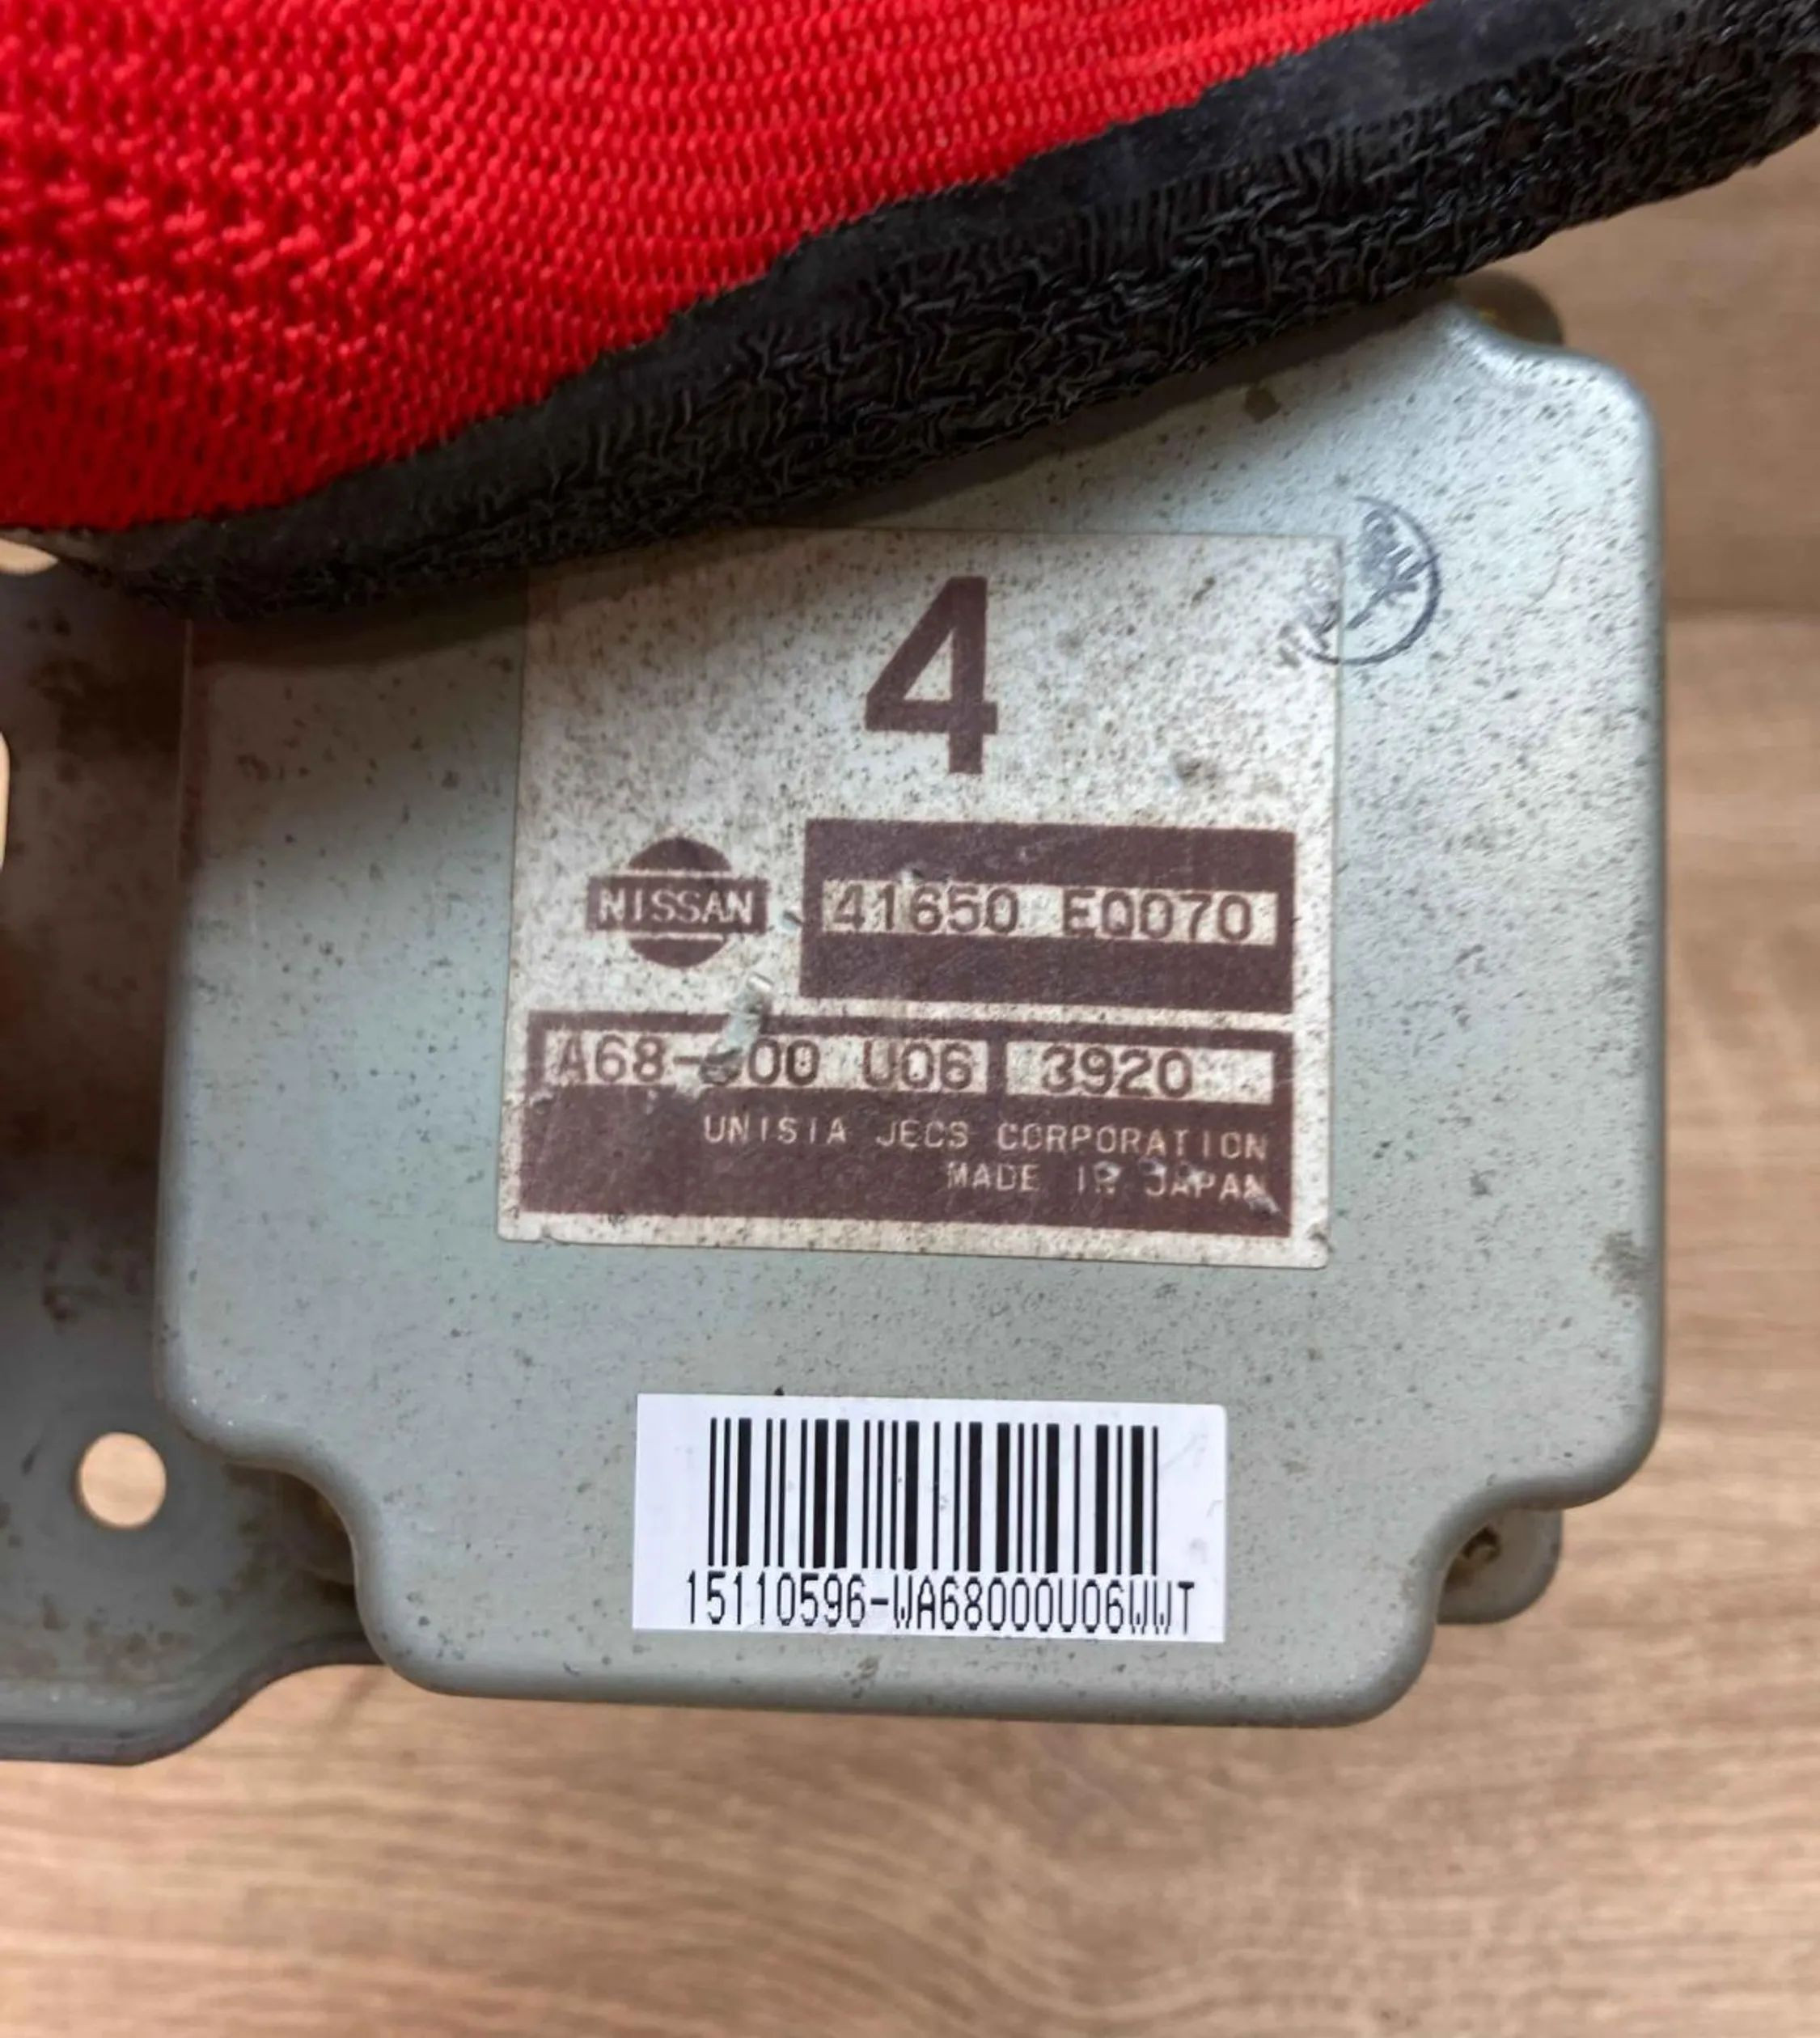 4
NISSAN
41650 EQ070
A68-000 U06 3920
UNISIA JECS CORPORATION
MADE IN JAPAN
15110596-WA68000U06WWT